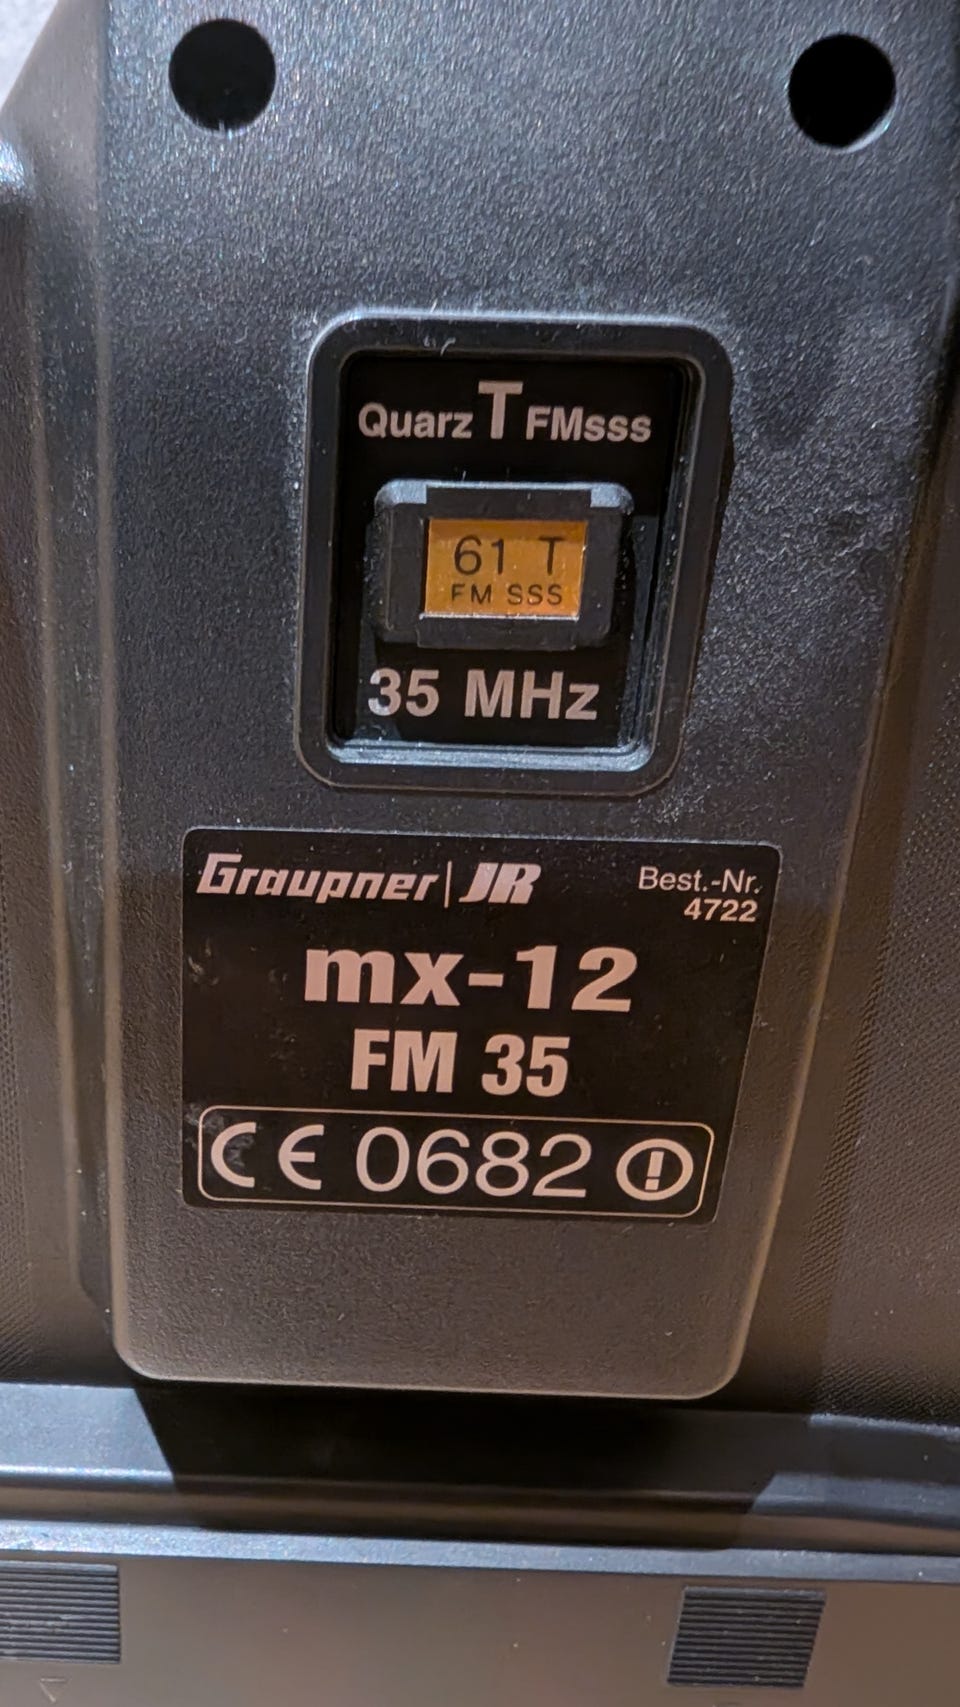 Quarz T FMsss
61 T
FM SSS
35 MHz
Graupner | JR
Best.-Nr.
4722
mx-12
FM 35
CE 0682